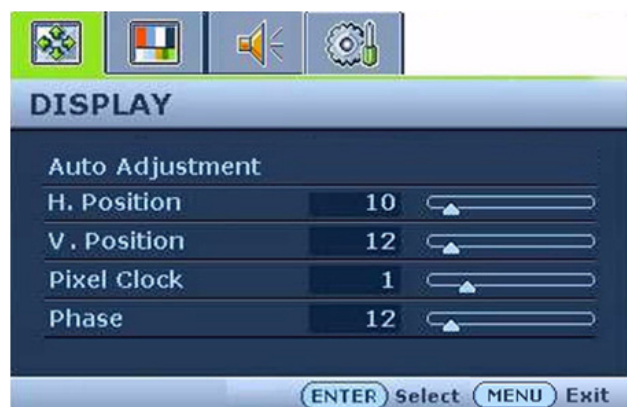 DISPLAY
Auto Adjustment
H. Position 10
V. Position 12
Pixel Clock 1
Phase 12
ENTER Select MENU Exit